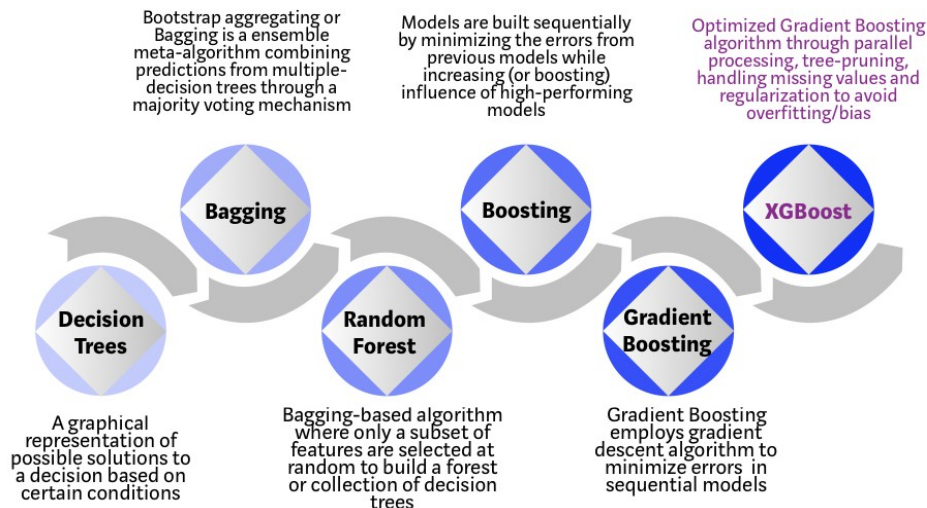 Bootstrap aggregating or
Bagging is a ensemble
meta-algorithm combining
predictions from multiple-
decision trees through a
majority voting mechanism
Models are built sequentially
by minimizing the errors from
previous models while
increasing (or boosting)
influence of high-performing
models
Optimized Gradient Boosting
algorithm through parallel
processing, tree-pruning,
handling missing values and
regularization to avoid
overfitting/bias
Bagging
Boosting
XGBoost
Decision
Trees
Random
Forest
Gradient
Boosting
A graphical
representation of
possible solutions to
a decision based on
certain conditions
Bagging-based algorithm
where only a subset of
features are selected at
random to build a forest
or collection of decision
trees
Gradient Boosting
employs gradient
descent algorithm to
minimize errors in
sequential models